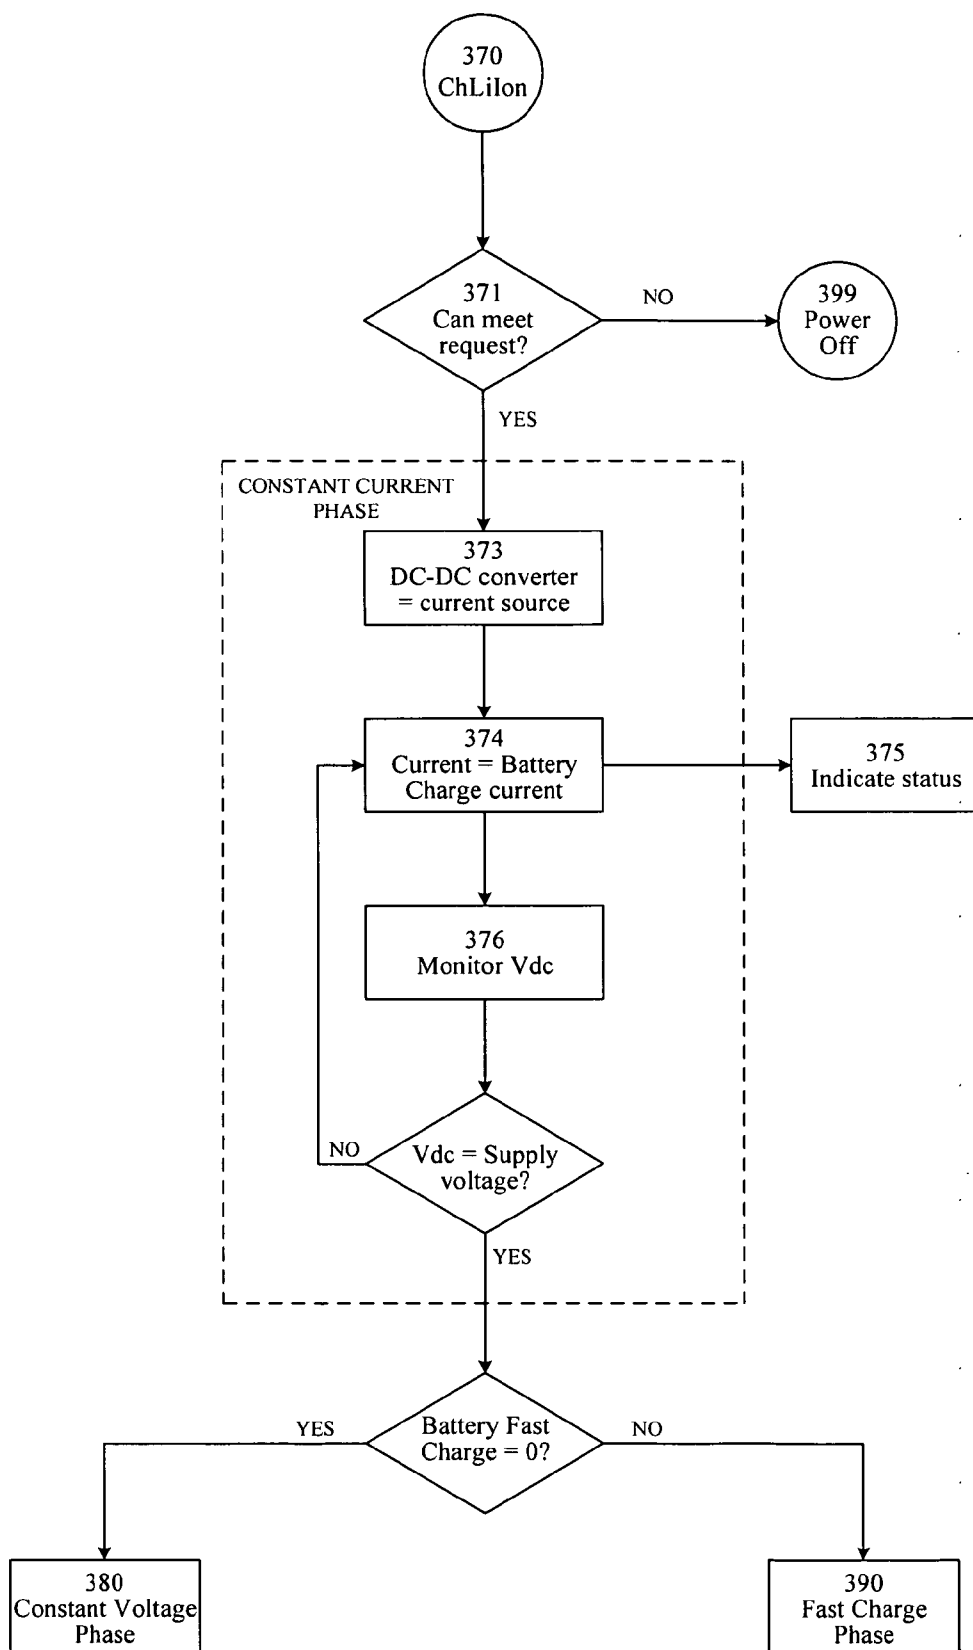 370
ChLiIon
371
Can meet
request?
NO
399
Power
Off
YES
CONSTANT CURRENT
PHASE
373
DC-DC converter
= current source
374
Current = Battery
Charge current
375
Indicate status
376
Monitor Vdc
NO
Vdc = Supply
voltage?
YES
YES
Battery Fast
Charge = 0?
NO
380
Constant Voltage
Phase
390
Fast Charge
Phase